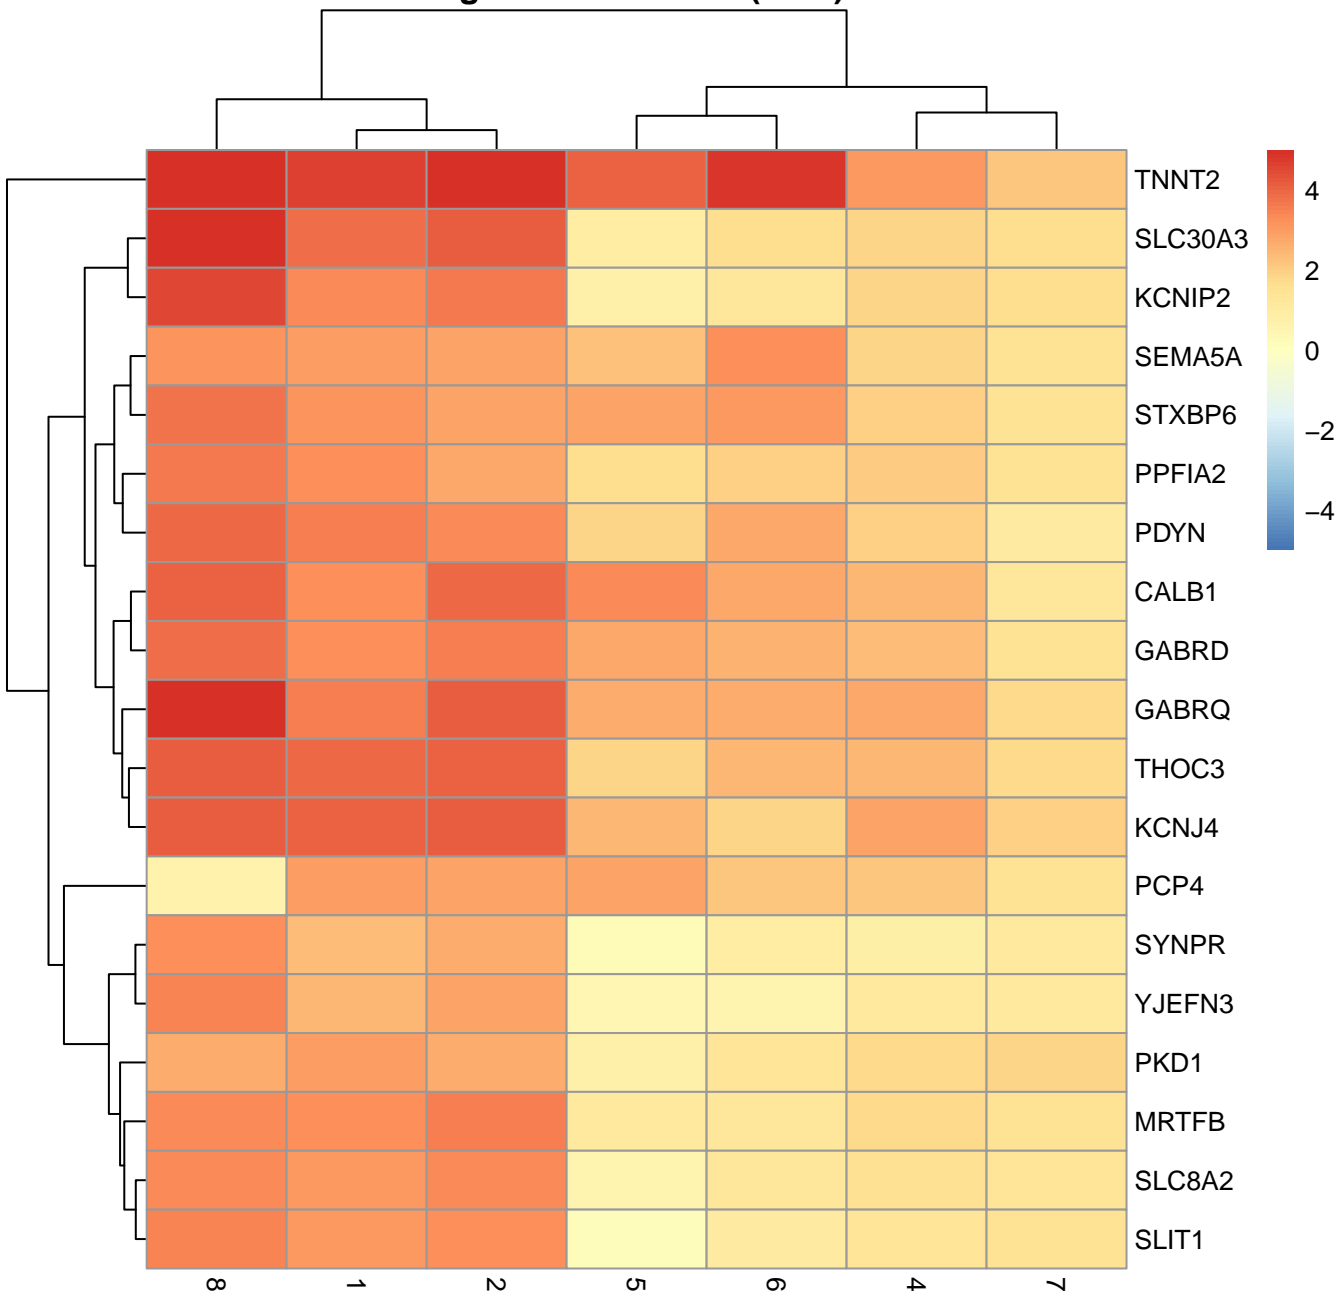 TNNT2
SLC30A3
KCNIP2
SEMA5A
STXBP6
PPFIA2
PDYN
CALB1
GABRD
GABRQ
THOC3
KCNJ4
PCP4
SYNPR
YJEFN3
PKD1
MRTFB
SLC8A2
SLIT1
8 1 2 5 6 4 7
4
2
0
−2
−4